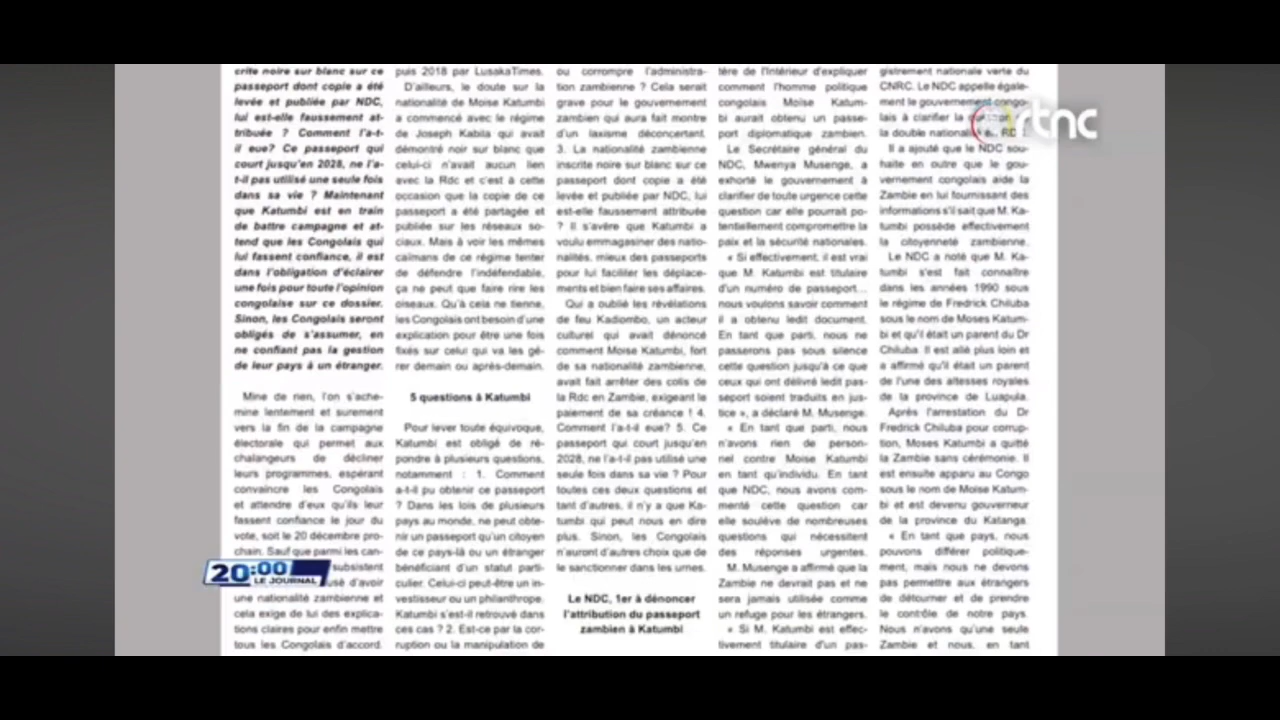 crite noire sur blanc sur ce
passeport dont copie a été
levée et publiée par NDC,
lui est-elle faussement at-
tribuée ? Comment l'a-t-
il eue? Ce passeport qui
court jusqu'en 2028, ne l'a-
t-il pas utilisé une seule fois
dans sa vie ? Maintenant
que Katumbi est en train
de battre campagne et at-
tend que les Congolais qui
lui fassent confiance, il est
dans l'obligation d'éclairer
une fois pour toute l'opinion
congolaise sur ce dossier.
Sinon, les Congolais seront
obligés de s'assumer, en
ne confiant pas la gestion
de leur pays à un étranger.
Mine de rien, l'on s'ache-
mine lentement et surement
vers la fin de la campagne
électorale qui permet aux
chalangeurs de décliner
leurs programmes, espérant
convaincre les Congolais
et attendre d'eux qu'ils leur
fassent confiance le jour du
vote, soit le 20 décembre pro-
chain. Sauf que parmi les can-
subsistent
usé d'avoir
une nationalité zambienne et
cela exige de lui des explica-
tions claires pour enfin mettre
tous les Congolais d'accord.
puis 2018 par LusakaTimes.
D'ailleurs, le doute sur la
nationalité de Moise Katumbi
a commencé avec le régime
de Joseph Kabila qui avait
démontré noir sur blanc que
celui-ci n'avait aucun lien
avec la Rdc et c'est à cette
occasion que la copie de ce
passeport a été partagée et
publiée sur les réseaux so-
ciaux. Mais à voir les mêmes
caïmans de ce régime tenter
de défendre l'indéfendable,
ça ne peut que faire rire les
oiseaux. Qu'à cela ne tienne,
les Congolais ont besoin d'une
explication pour être une fois
fixés sur celui qui va les gé-
rer demain ou après-demain.
5 questions à Katumbi
Pour lever toute équivoque,
Katumbi est obligé de ré-
pondre à plusieurs questions,
notamment : 1. Comment
a-t-il pu obtenir ce passeport
? Dans les lois de plusieurs
pays au monde, ne peut obte-
nir un passeport qu'un citoyen
de ce pays-là ou un étranger
bénéficiant d'un statut parti-
culier. Celui-ci peut-être un in-
vestisseur ou un philanthrope.
Katumbi s'est-il retrouvé dans
ces cas ? 2. Est-ce par la cor-
ruption ou la manipulation de
ou corrompre l'administra-
tion zambienne ? Cela serait
grave pour le gouvernement
zambien qui aura fait montre
d'un laxisme déconcertant.
3. La nationalité zambienne
inscrite noire sur blanc sur ce
passeport dont copie a été
levée et publiée par NDC, lui
est-elle faussement attribuée
? Il s'avère que Katumbi a
voulu emmagasiner des natio-
nalités, mieux des passeports
pour lui faciliter les déplace-
ments et bien faire ses affaires.
Qui a oublié les révélations
de feu Kadiombo, un acteur
culturel qui avait dénoncé
comment Moise Katumbi, fort
de sa nationalité zambienne,
avait fait arrêter des colis de
la Rdc en Zambie, exigeant le
paiement de sa créance ! 4.
Comment l'a-t-il eue? 5. Ce
passeport qui court jusqu'en
2028, ne l'a-t-il pas utilisé une
seule fois dans sa vie ? Pour
toutes ces deux questions et
tant d'autres, il n'y a que Ka-
tumbi qui peut nous en dire
plus. Sinon, les Congolais
n'auront d'autres choix que de
le sanctionner dans les urnes.
Le NDC, 1er à dénoncer
l'attribution du passeport
zambien à Katumbi
tère de l'Intérieur d'expliquer
comment l'homme politique
congolais Moïse Katum-
bi aurait obtenu un passe-
port diplomatique zambien.
Le Secrétaire général du
NDC, Mwenya Musenge, a
exhorté le gouvernement à
clarifier de toute urgence cette
question car elle pourrait po-
tentiellement compromettre la
paix et la sécurité nationales.
« Si effectivement, il est vrai
que M. Katumbi est titulaire
d'un numéro de passeport...
nous voulons savoir comment
il a obtenu ledit document.
En tant que parti, nous ne
passerons pas sous silence
cette question jusqu'à ce que
ceux qui ont délivré ledit pas-
seport soient traduits en jus-
tice », a déclaré M. Musenge.
« En tant que parti, nous
n'avons rien de person-
nel contre Moise Katumbi
en tant qu'individu. En tant
que NDC, nous avons com-
menté cette question car
elle soulève de nombreuses
questions qui nécessitent
des réponses urgentes.
M. Musenge a affirmé que la
Zambie ne devrait pas et ne
sera jamais utilisée comme
un refuge pour les étrangers.
« Si M. Katumbi est effec-
tivement titulaire d'un pas-
gistrement nationale verte du
CNRC. Le NDC appelle égale-
ment le gouvernement congo-
lais à clarifier la
la double nationalité
Il a ajouté que le NDC sou-
haite en outre que le gou-
vernement congolais aide la
Zambie en lui fournissant des
informations s'il sait que M. Ka-
tumbi possède effectivement
la citoyenneté zambienne.
Le NDC a noté que M. Ka-
tumbi s'est fait connaître
dans les années 1990 sous
le régime de Fredrick Chiluba
sous le nom de Moses Katum-
bi et qu'il était un parent du Dr
Chiluba. Il est allé plus loin et
a affirmé qu'il était un parent
de l'une des altesses royales
de la province de Luapula.
Après l'arrestation du Dr
Fredrick Chiluba pour corrup-
tion, Moses Katumbi a quitté
la Zambie sans cérémonie. Il
est ensuite apparu au Congo
sous le nom de Moise Katum-
bi et est devenu gouverneur
de la province du Katanga.
« En tant que pays, nous
pouvons différer politique-
ment, mais nous ne devons
pas permettre aux étrangers
de détourner et de prendre
le contrôle de notre pays.
Nous n'avons qu'une seule
Zambie et nous, en tant
rtnc
20:00
LE JOURNAL